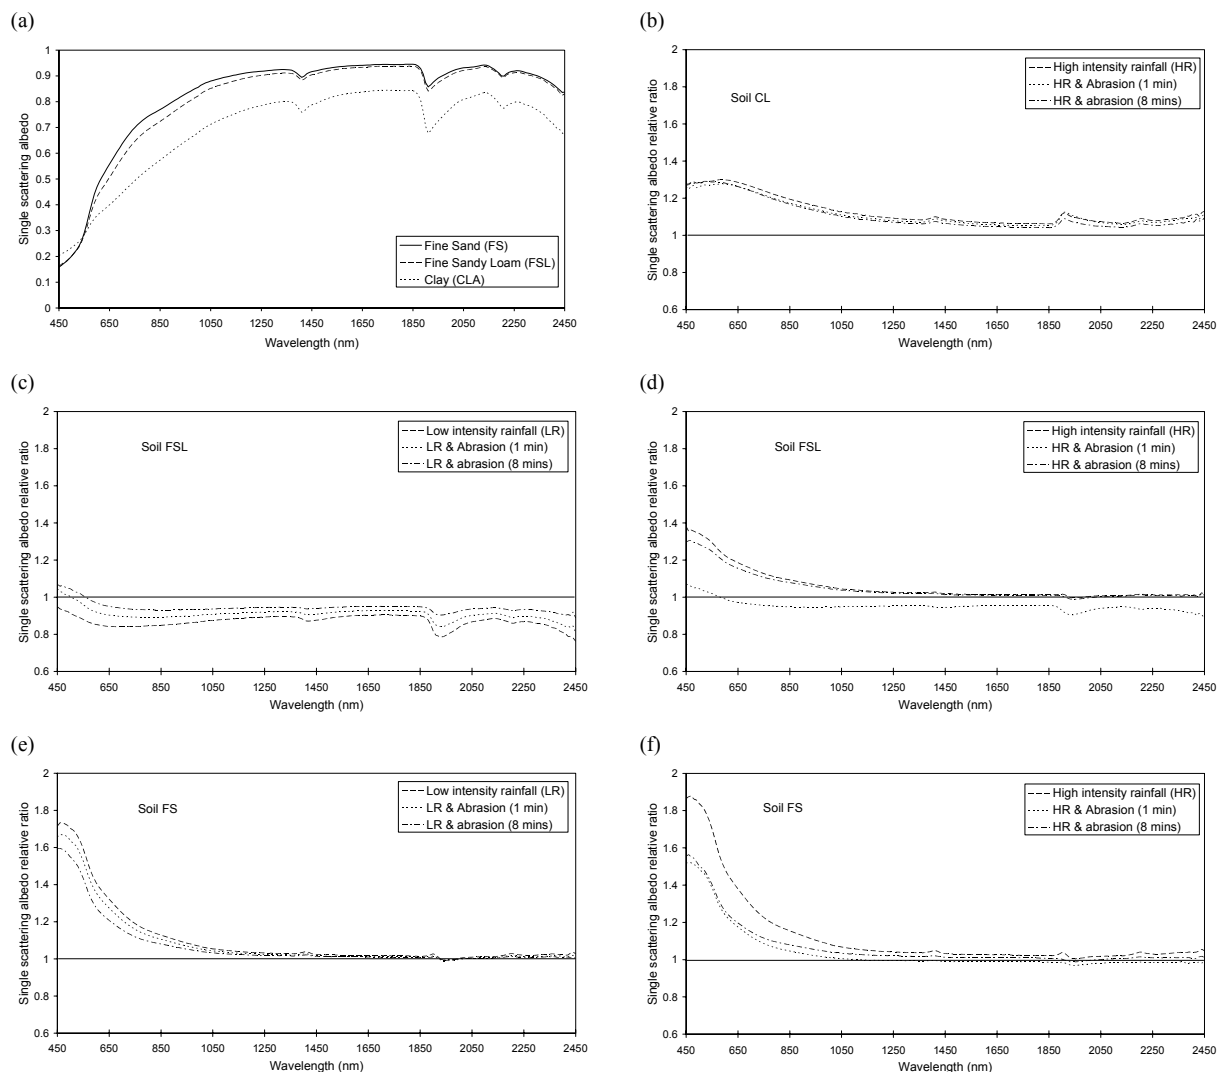 (a)
1
0.9
0.8
0.7
0.6
0.5
0.4
0.3
0.2
0.1
0
Single scattering albedo
Fine Sand (FS)
Fine Sandy Loam (FSL)
Clay (CLA)
450 650 850 1050 1250 1450 1650 1850 2050 2250 2450
Wavelength (nm)
(b)
2
1.8
1.6
1.4
1.2
1
0.8
0.6
Single scattering albedo relative ratio
Soil CL
High intensity rainfall (HR)
HR & Abrasion (1 min)
HR & abrasion (8 mins)
450 650 850 1050 1250 1450 1650 1850 2050 2250 2450
Wavelength (nm)
(c)
2
1.8
1.6
1.4
1.2
1
0.8
0.6
Single scattering albedo relative ratio
Soil FSL
Low intensity rainfall (LR)
LR & Abrasion (1 min)
LR & abrasion (8 mins)
450 650 850 1050 1250 1450 1650 1850 2050 2250 2450
Wavelength (nm)
(d)
2
1.8
1.6
1.4
1.2
1
0.8
0.6
Single scattering albedo relative ratio
Soil FSL
High intensity rainfall (HR)
HR & Abrasion (1 min)
HR & abrasion (8 mins)
450 650 850 1050 1250 1450 1650 1850 2050 2250 2450
Wavelength (nm)
(e)
2
1.8
1.6
1.4
1.2
1
0.8
0.6
Single scattering albedo relative ratio
Soil FS
Low intensity rainfall (LR)
LR & Abrasion (1 min)
LR & abrasion (8 mins)
450 650 850 1050 1250 1450 1650 1850 2050 2250 2450
Wavelength (nm)
(f)
2
1.8
1.6
1.4
1.2
1
0.8
0.6
Single scattering albedo relative ratio
Soil FS
High intensity rainfall (HR)
HR & Abrasion (1 min)
HR & abrasion (8 mins)
450 650 850 1050 1250 1450 1650 1850 2050 2250 2450
Wavelength (nm)